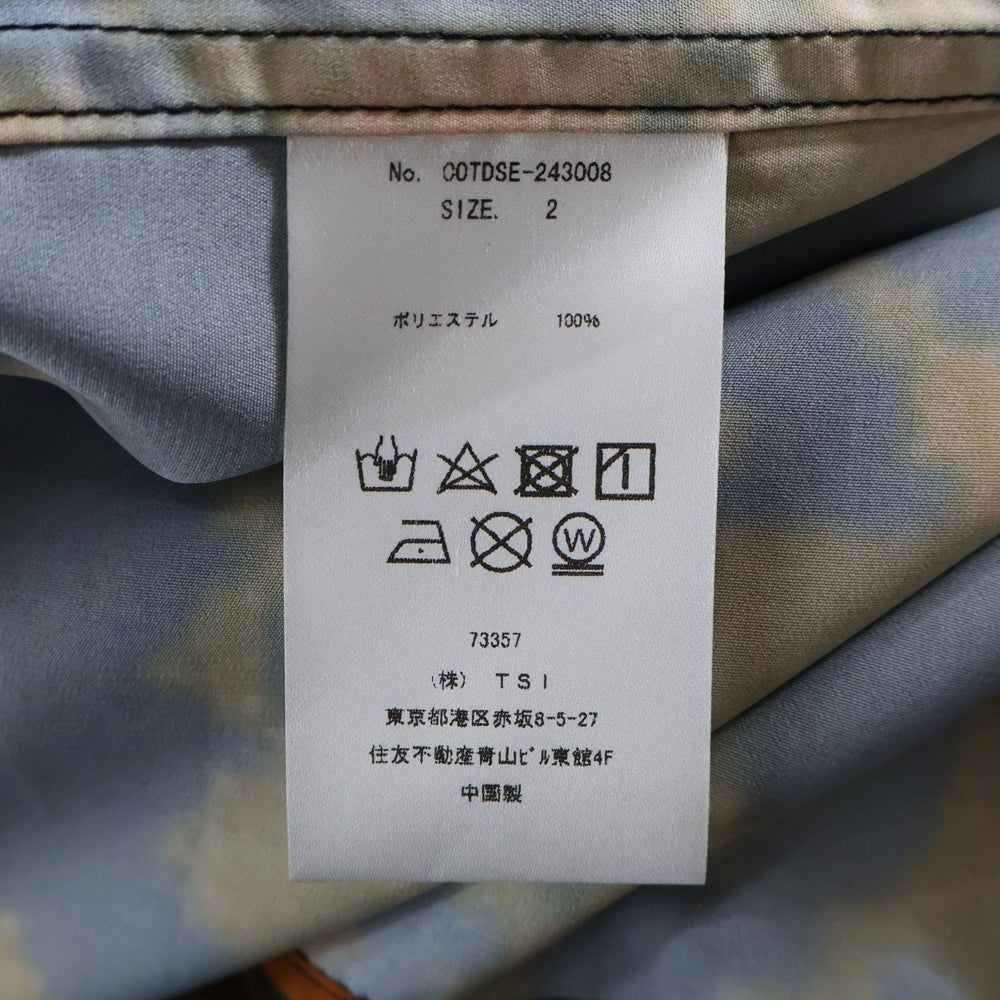 No. COTDSE-243008
SIZE. 2
ポリエステル 100%
W
73357
(株) TSI
東京都港区赤坂8-5-27
住友不動産青山ビル東館4F
中国製